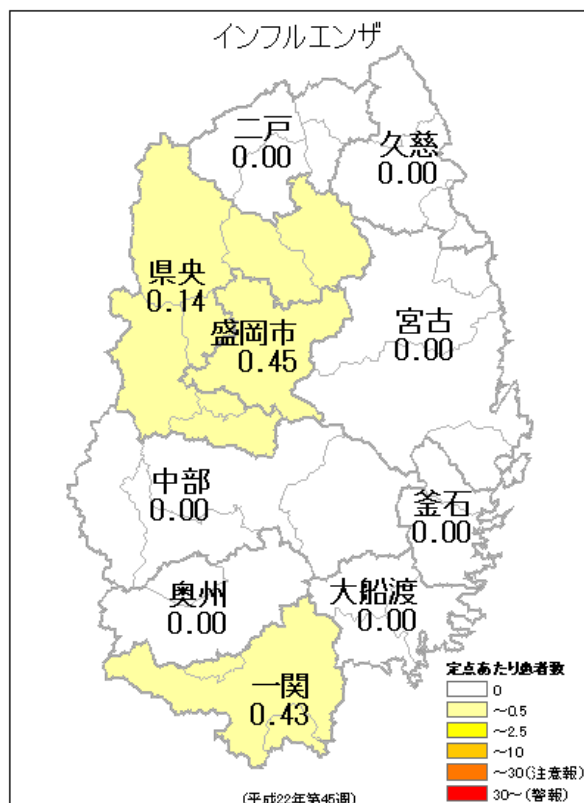 インフルエンザ
二戸
0.00
久慈
0.00
県央
0.14
盛岡市
0.45
宮古
0.00
中部
0.00
釜石
0.00
奥州
0.00
大船渡
0.00
一関
0.43
定点あたり患者数
0
～0.5
～2.5
～10
～30(注意報)
30～(警報)
(平成22年第45週)